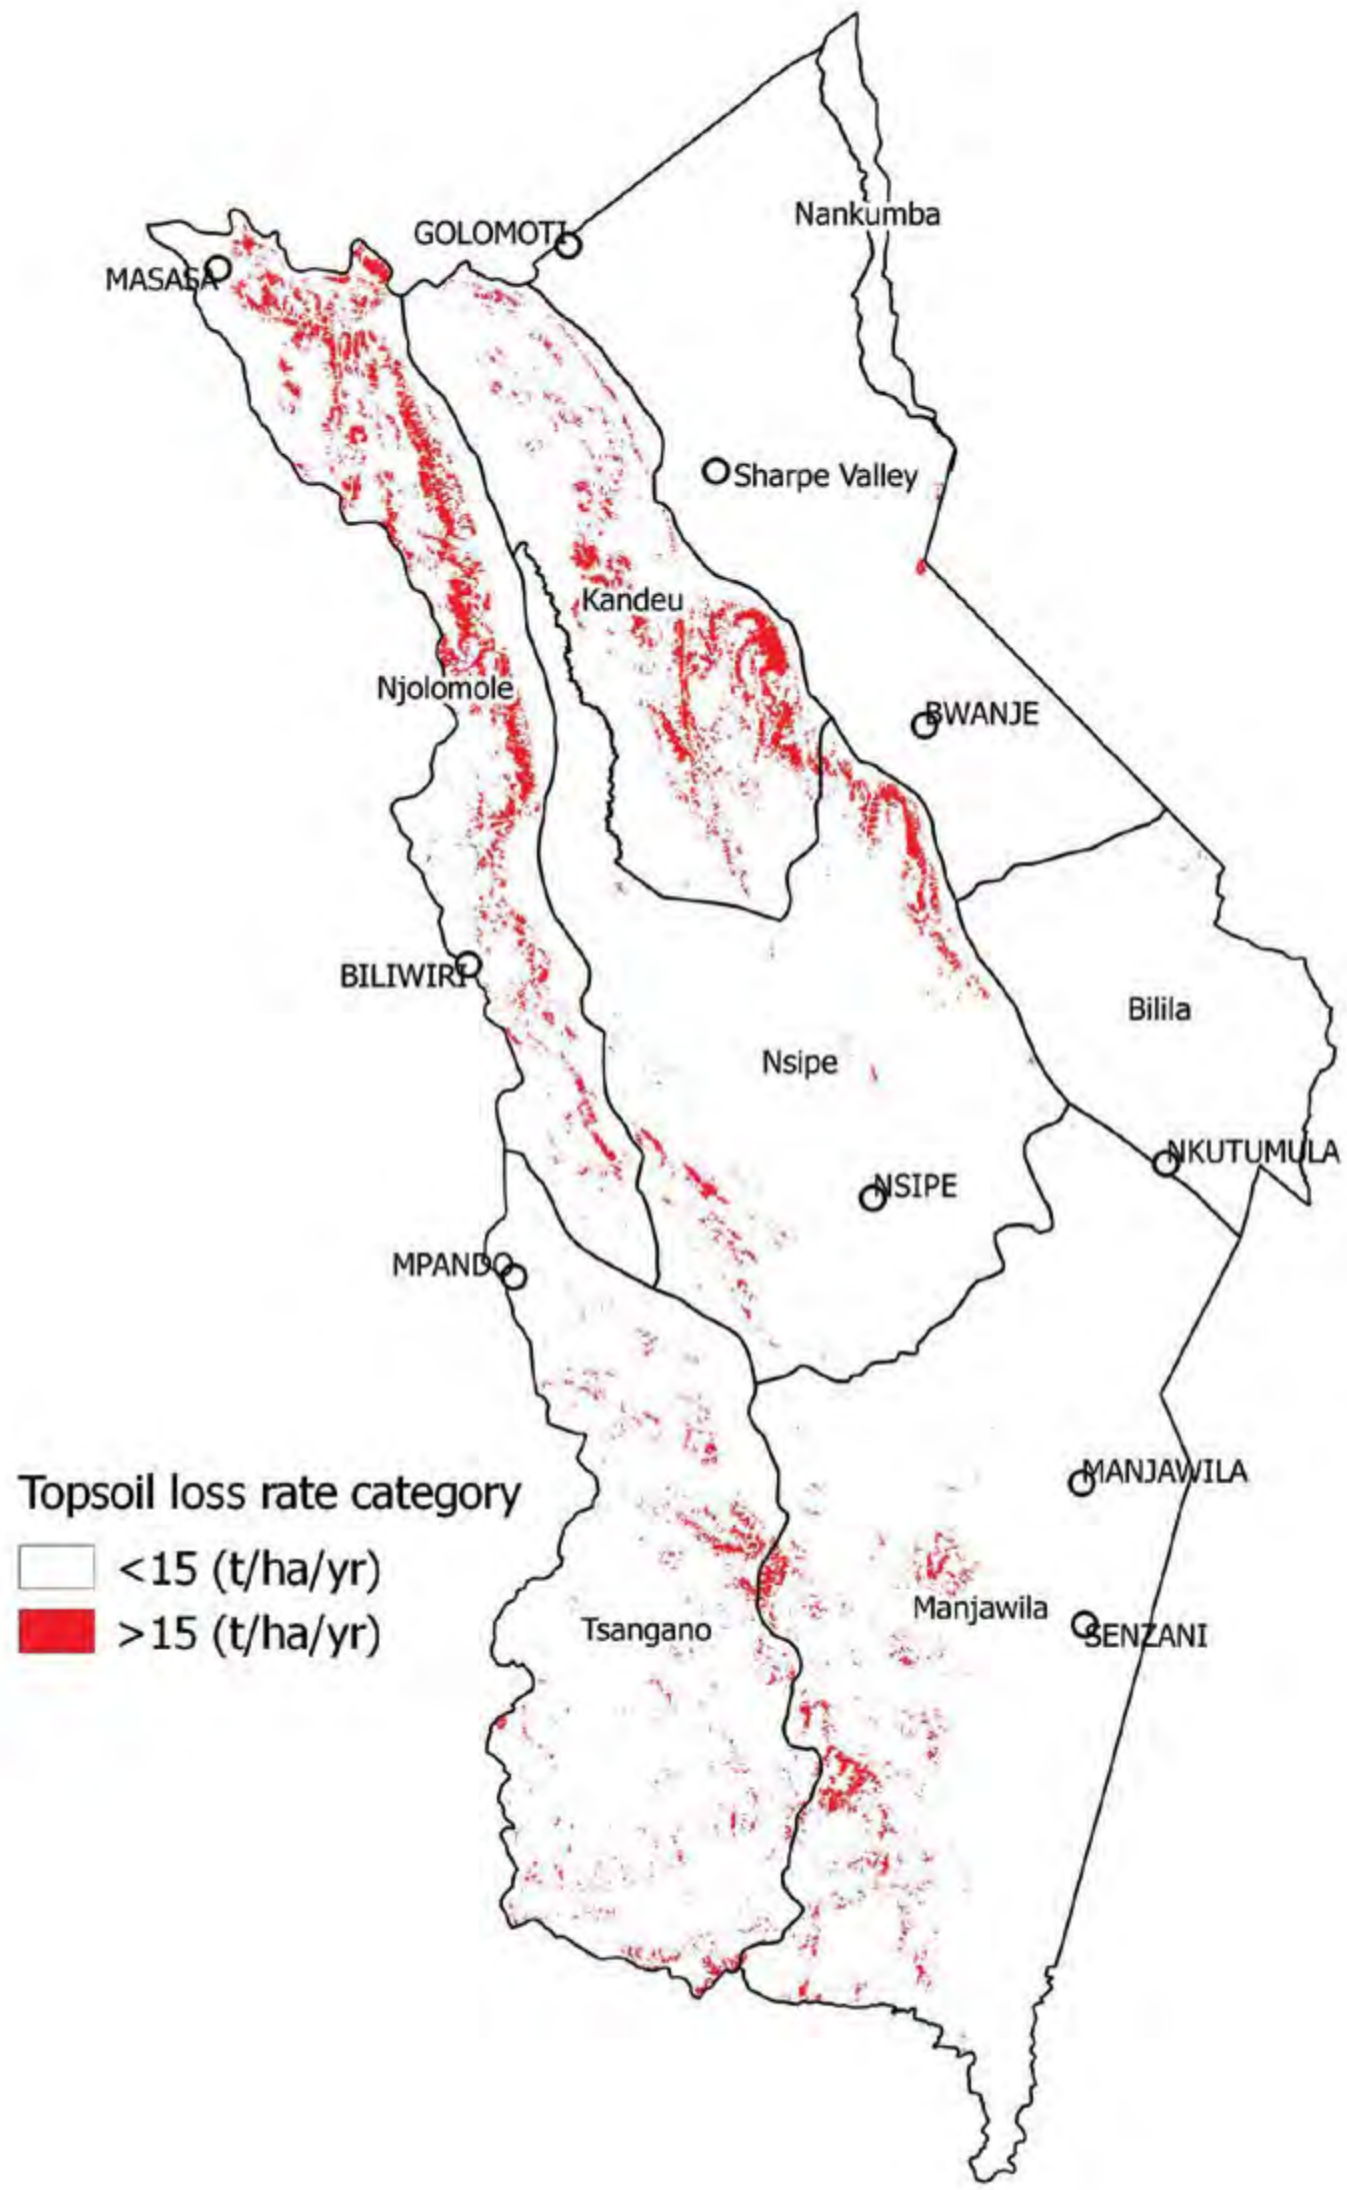 Nankumba
GOLOMOTI
MASASA
Sharpe Valley
Kandeu
Njolomole
BWANJE
BILIWIRI
Bilila
Nsipe
NKUTUMULA
NSIPE
MPANDO
MANJAWILA
Topsoil loss rate category
<15 (t/ha/yr)
>15 (t/ha/yr)
Manjawila
Tsangano
SENZANI